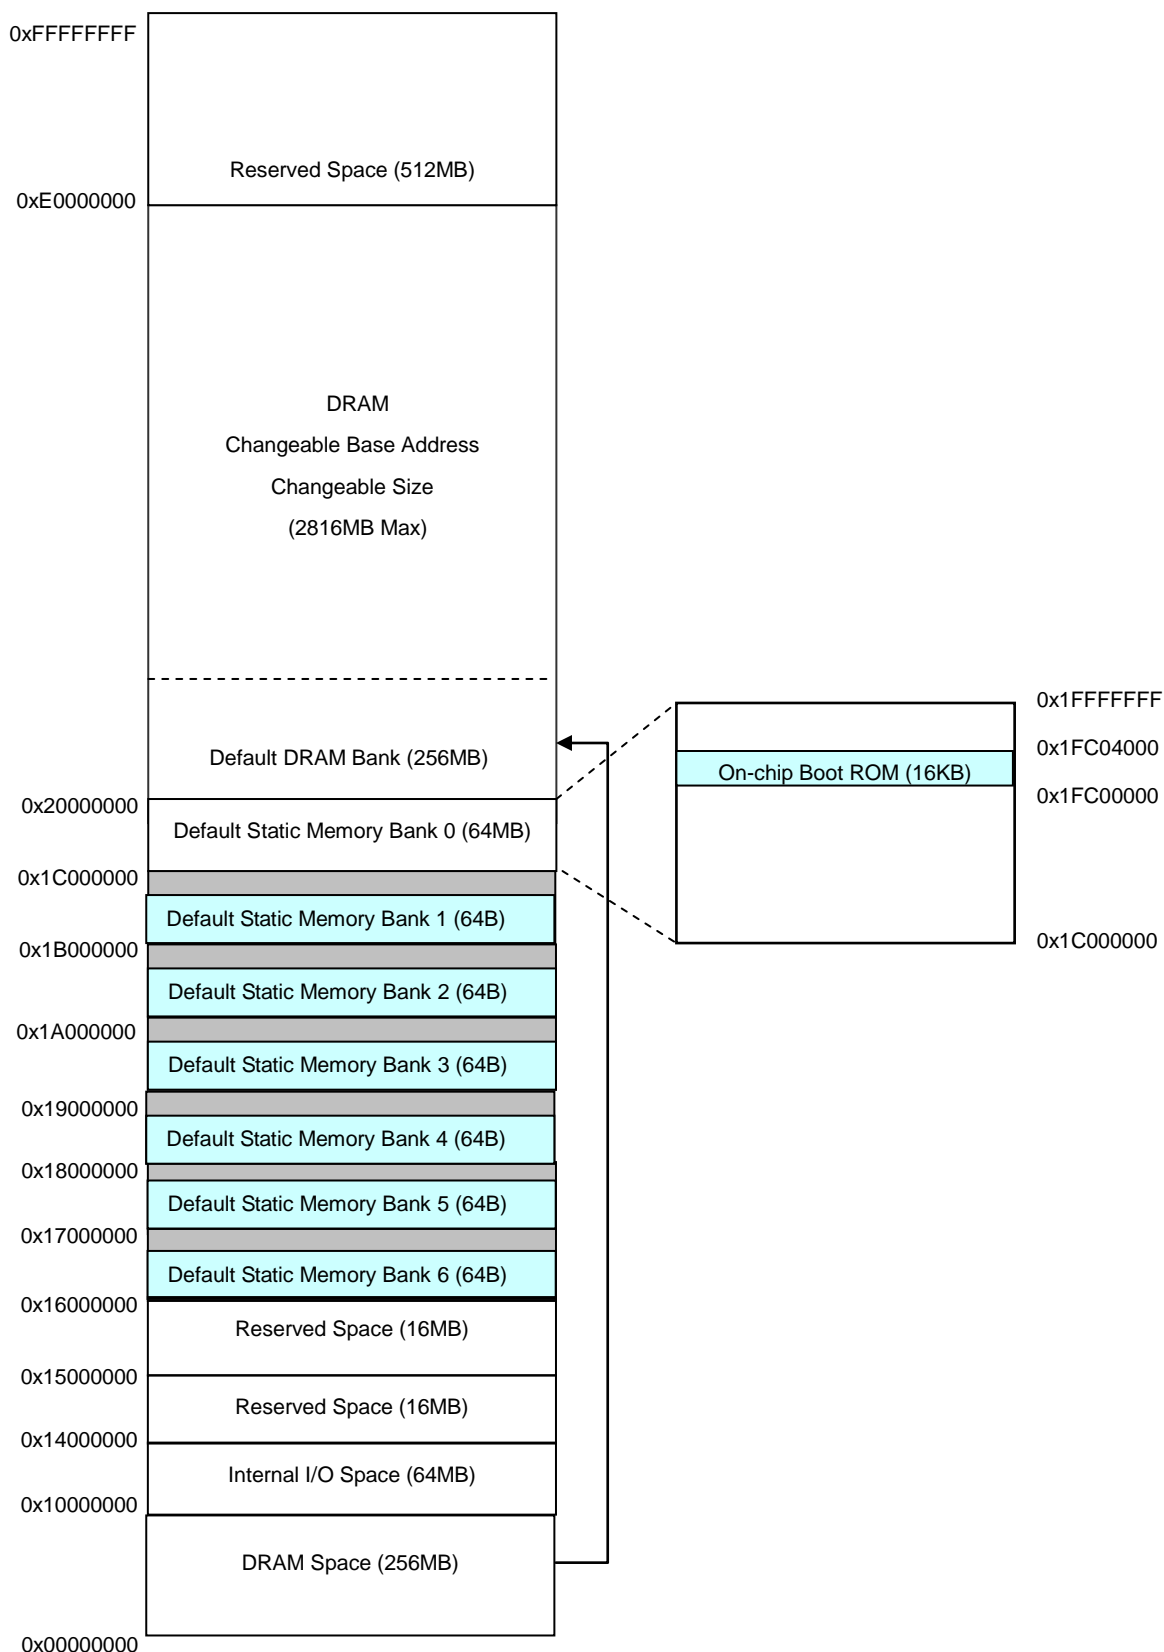 0xFFFFFFFF
Reserved Space (512MB)
0xE0000000
DRAM
Changeable Base Address
Changeable Size
(2816MB Max)
Default DRAM Bank (256MB)
0x20000000
Default Static Memory Bank 0 (64MB)
0x1C000000
Default Static Memory Bank 1 (64B)
0x1B000000
Default Static Memory Bank 2 (64B)
0x1A000000
Default Static Memory Bank 3 (64B)
0x19000000
Default Static Memory Bank 4 (64B)
0x18000000
Default Static Memory Bank 5 (64B)
0x17000000
Default Static Memory Bank 6 (64B)
0x16000000
Reserved Space (16MB)
0x15000000
Reserved Space (16MB)
0x14000000
Internal I/O Space (64MB)
0x10000000
DRAM Space (256MB)
0x00000000
0x1FFFFFFF
0x1FC04000
On-chip Boot ROM (16KB)
0x1FC00000
0x1C000000